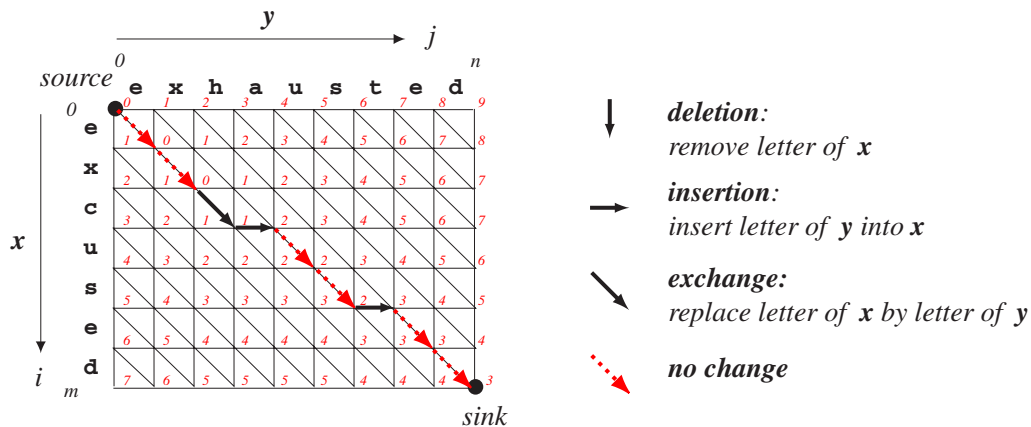 y
j
0 n
source e x h a u s t e d
0 0 1 2 3 4 5 6 7 8 9
e 1 0 1 2 3 4 5 6 7 8
x 2 1 0 1 2 3 4 5 6 7
c 3 2 1 1 2 3 4 5 6 7
x
u 4 3 2 2 2 2 3 4 5 6
s 5 4 3 3 3 3 2 3 4 5
e 6 5 4 4 4 4 3 3 3 4
i
d
m 7 6 5 5 5 5 4 4 4 3
sink
deletion:
remove letter of x
insertion:
insert letter of y into x
exchange:
replace letter of x by letter of y
no change